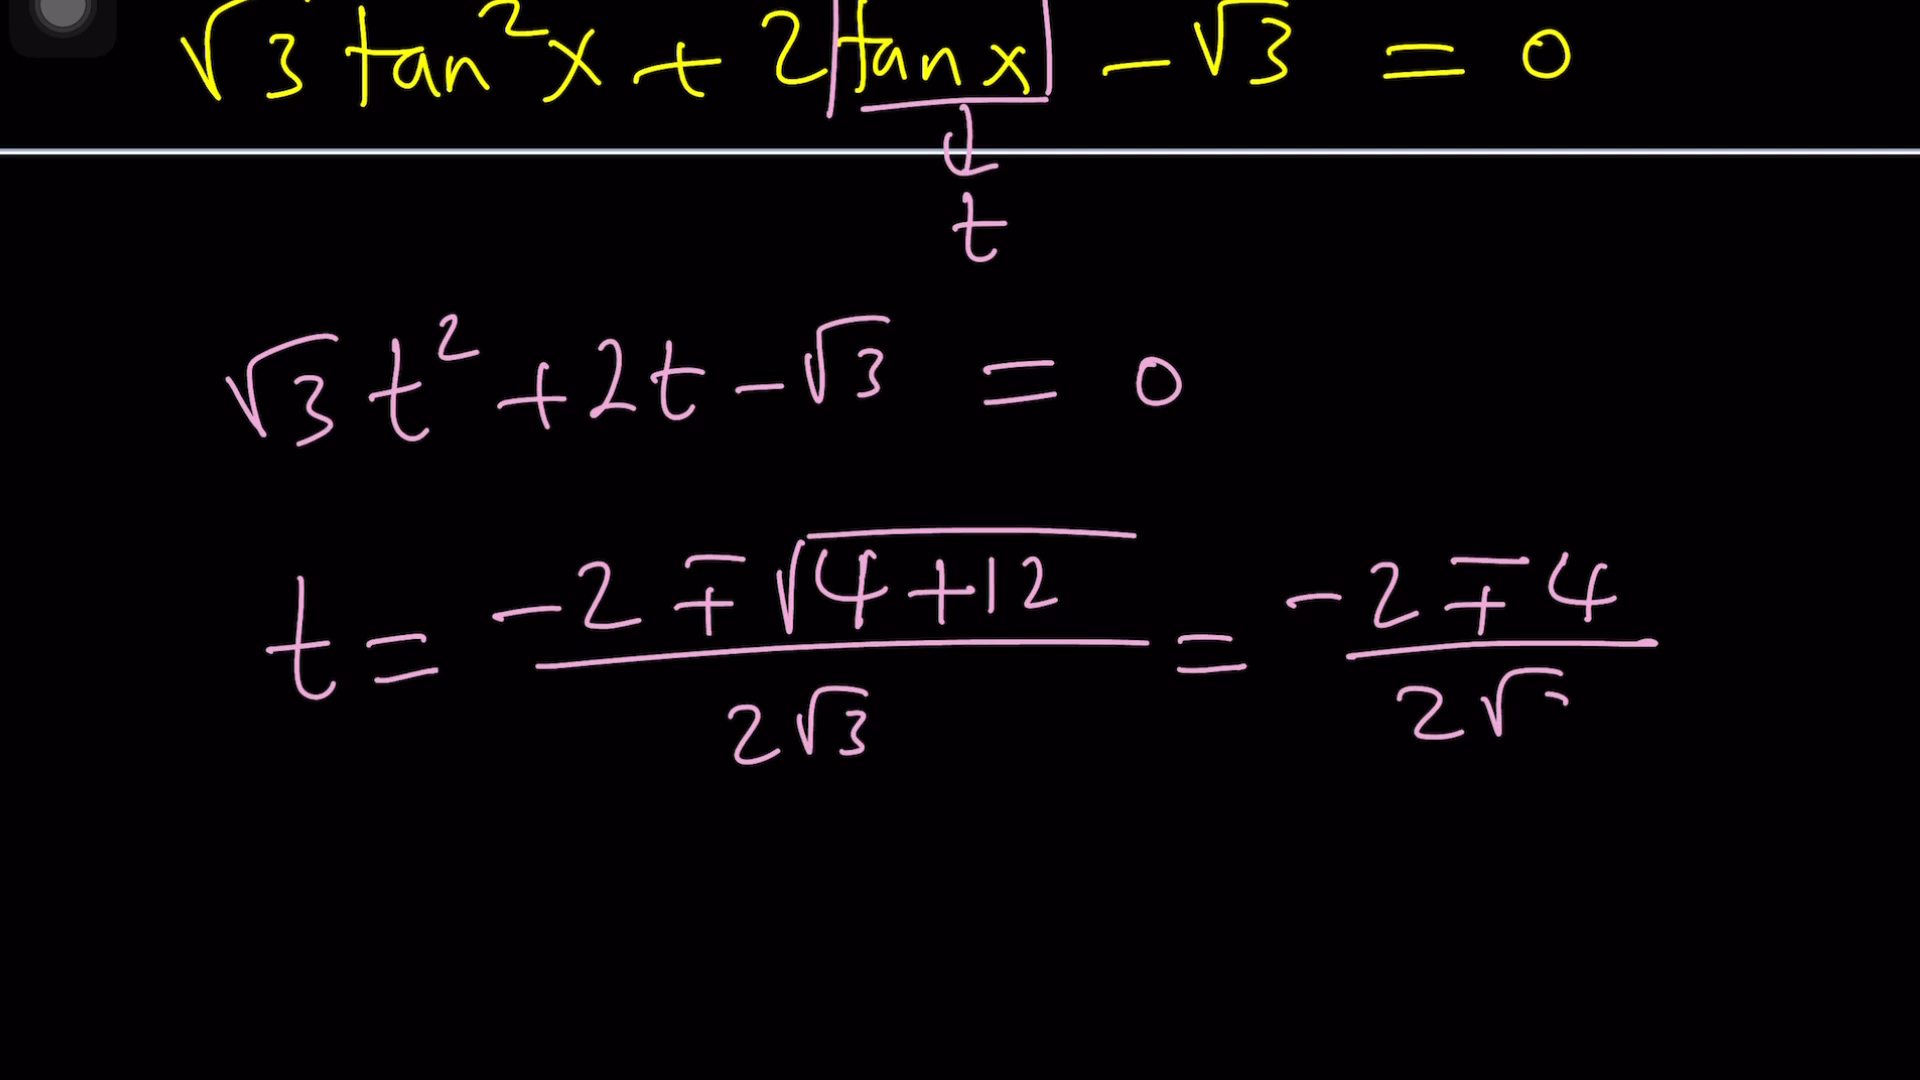 √3 tan²x + 2 tan x - √3 = 0
t
√3 t² + 2t - √3 = 0
t = (-2 ∓ √(4+12)) / (2√3) = (-2 ∓ 4) / (2√